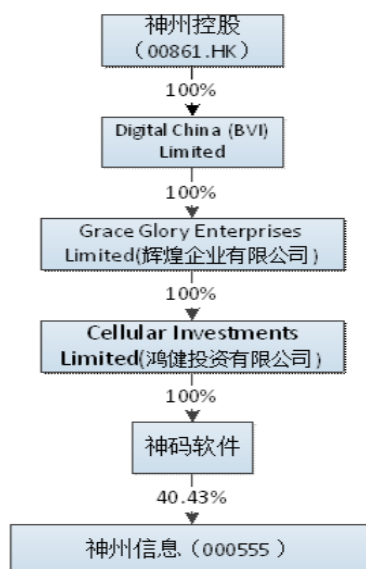 神州控股
（00861.HK）
100%
Digital China (BVI)
Limited
100%
Grace Glory Enterprises
Limited(辉煌企业有限公司)
100%
Cellular Investments
Limited(鸿健投资有限公司)
100%
神码软件
40.43%
神州信息（000555）